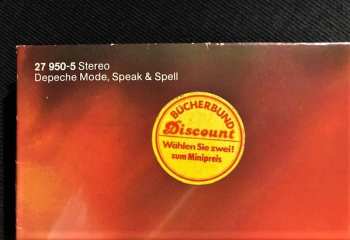 27 950-5 Stereo
Depeche Mode, Speak & Spell
BÜCHERBUND
Discount
Wählen Sie zwei!
zum Minipreis